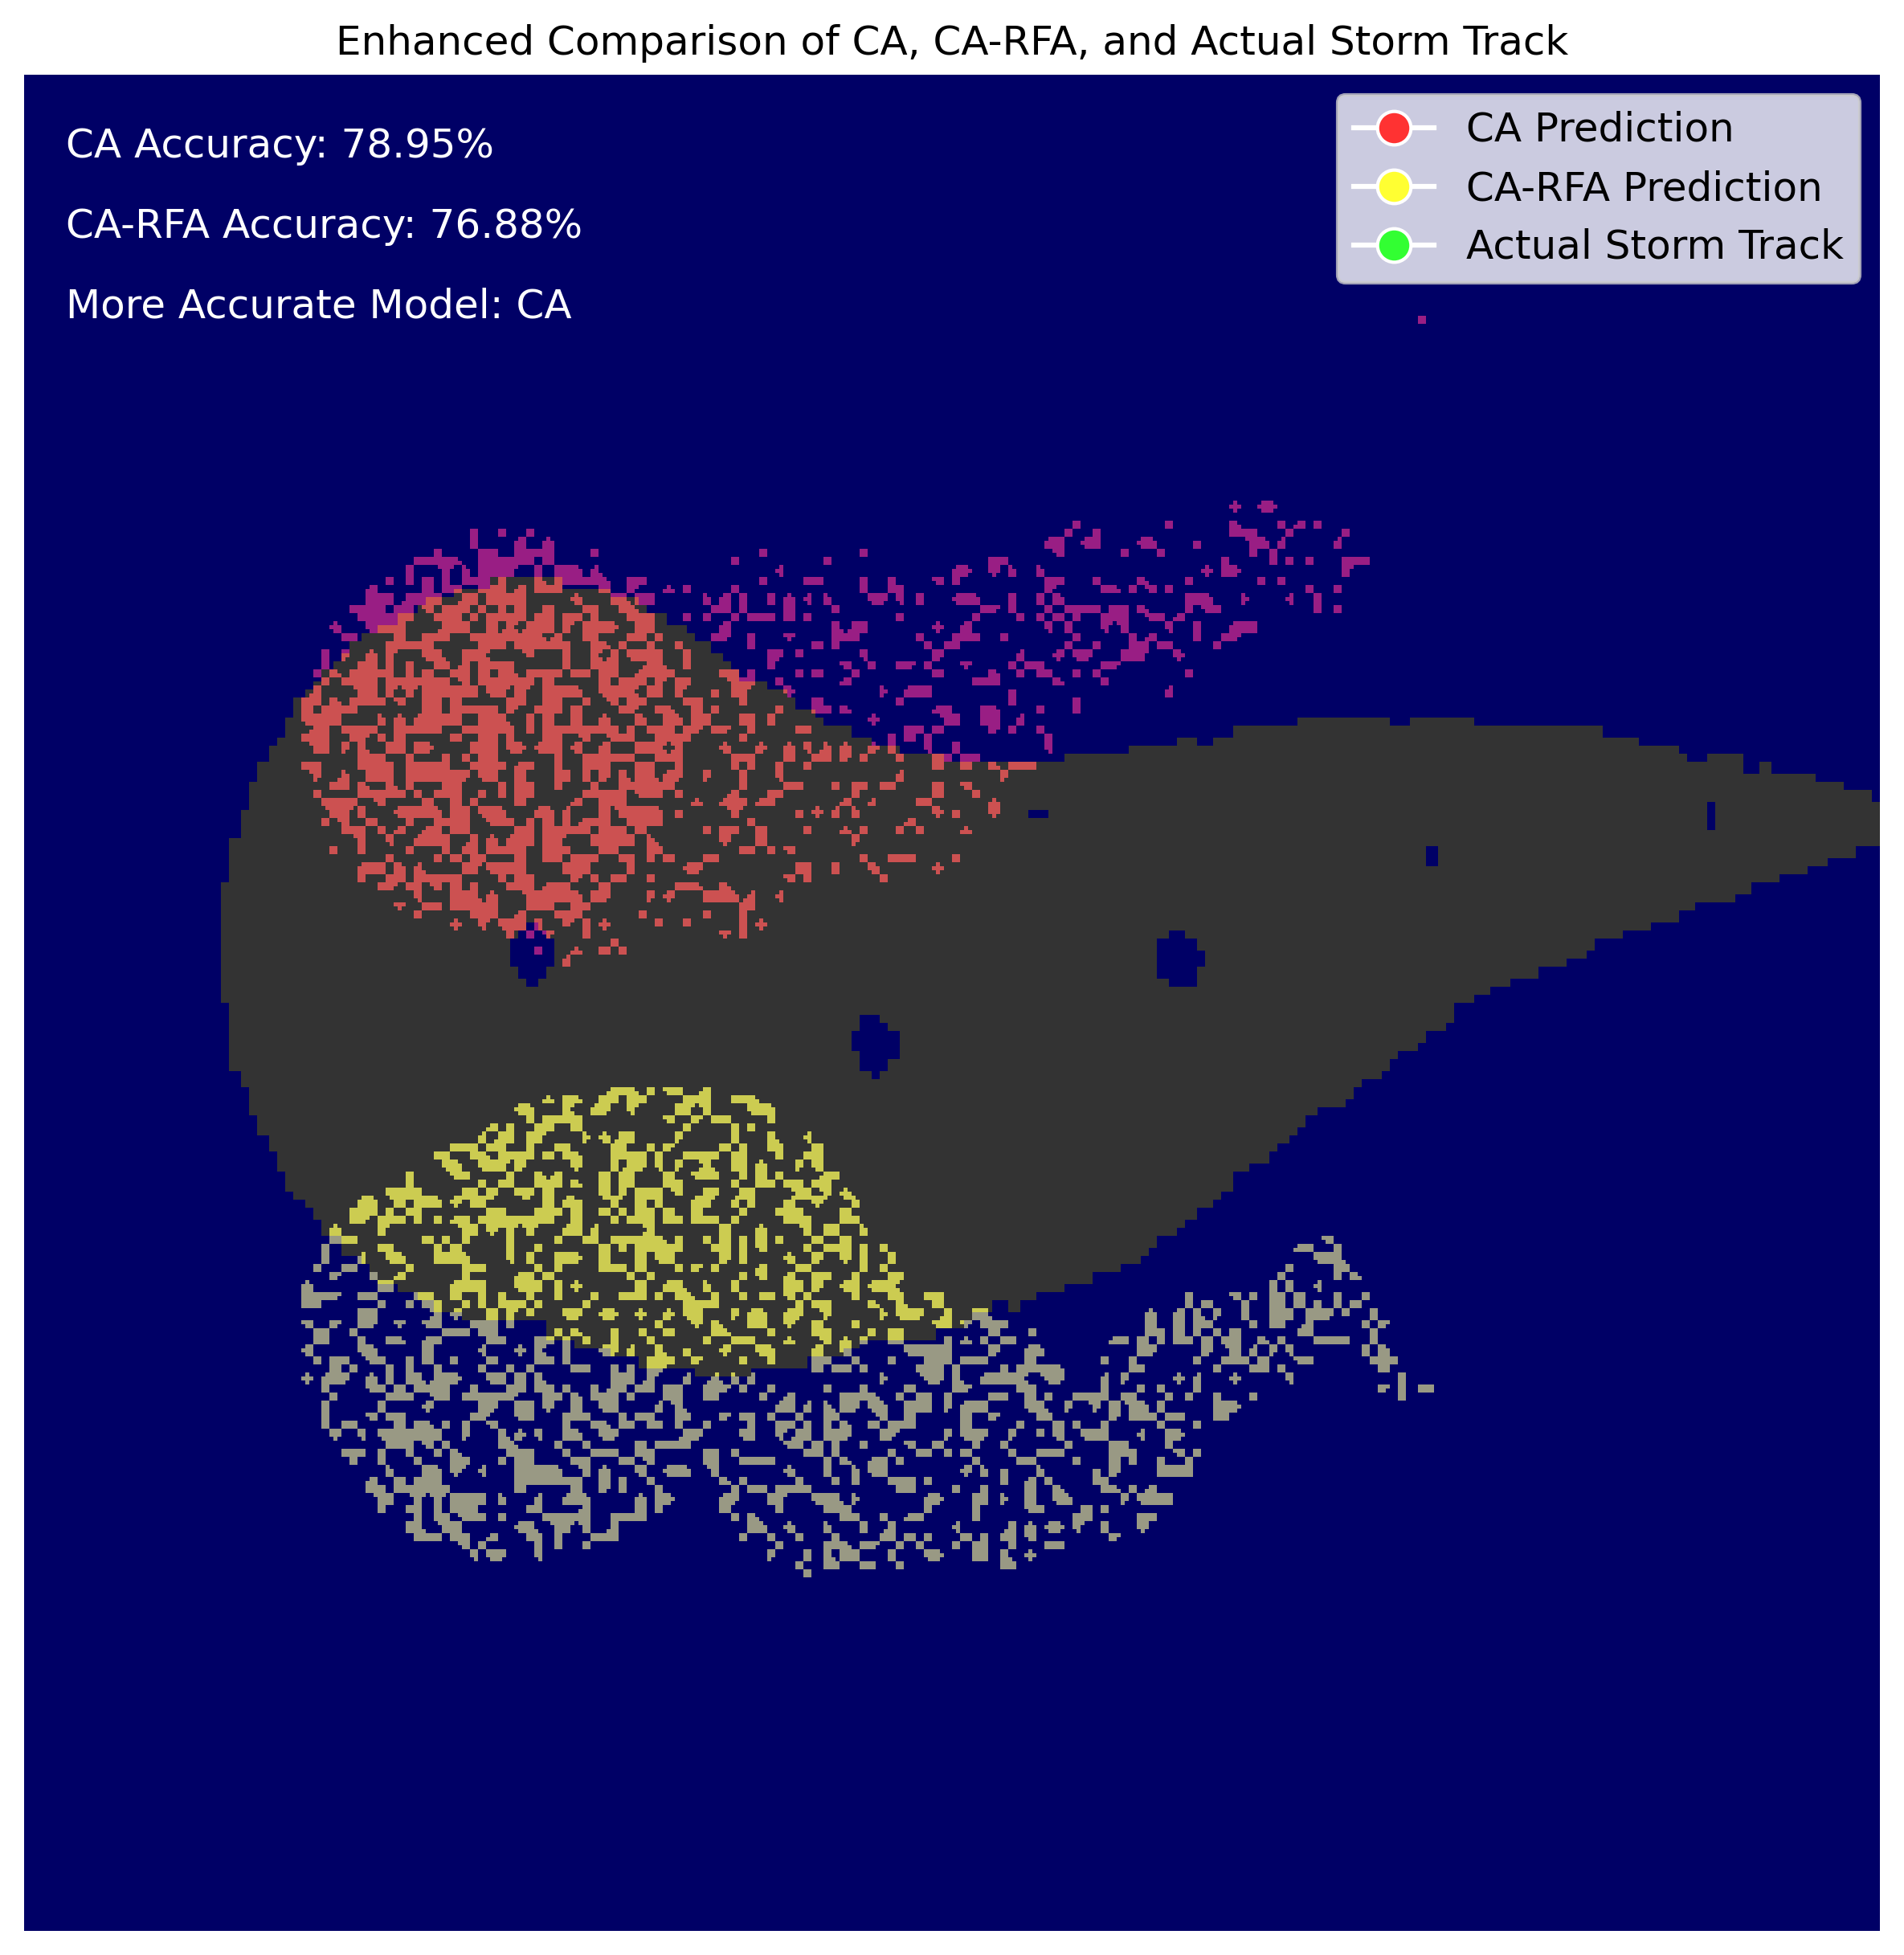 Enhanced Comparison of CA, CA-RFA, and Actual Storm Track
CA Accuracy: 78.95%
CA-RFA Accuracy: 76.88%
More Accurate Model: CA
CA Prediction
CA-RFA Prediction
Actual Storm Track